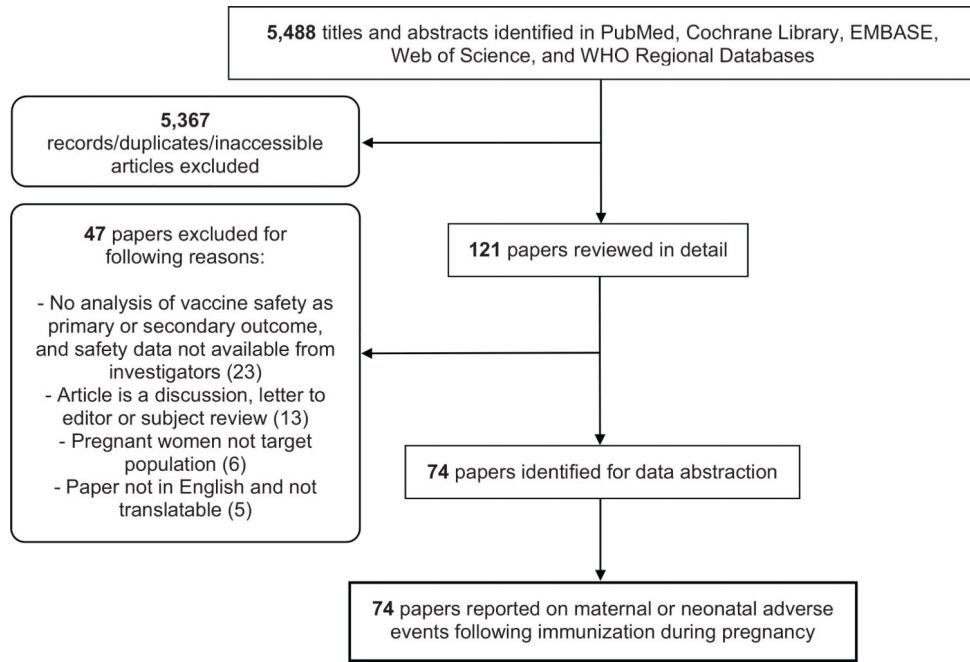 5,488 titles and abstracts identified in PubMed, Cochrane Library, EMBASE,
Web of Science, and WHO Regional Databases
5,367
records/duplicates/inaccessible
articles excluded
121 papers reviewed in detail
47 papers excluded for
following reasons:
- No analysis of vaccine safety as
primary or secondary outcome,
and safety data not available from
investigators (23)
- Article is a discussion, letter to
editor or subject review (13)
- Pregnant women not target
population (6)
- Paper not in English and not
translatable (5)
74 papers identified for data abstraction
74 papers reported on maternal or neonatal adverse
events following immunization during pregnancy